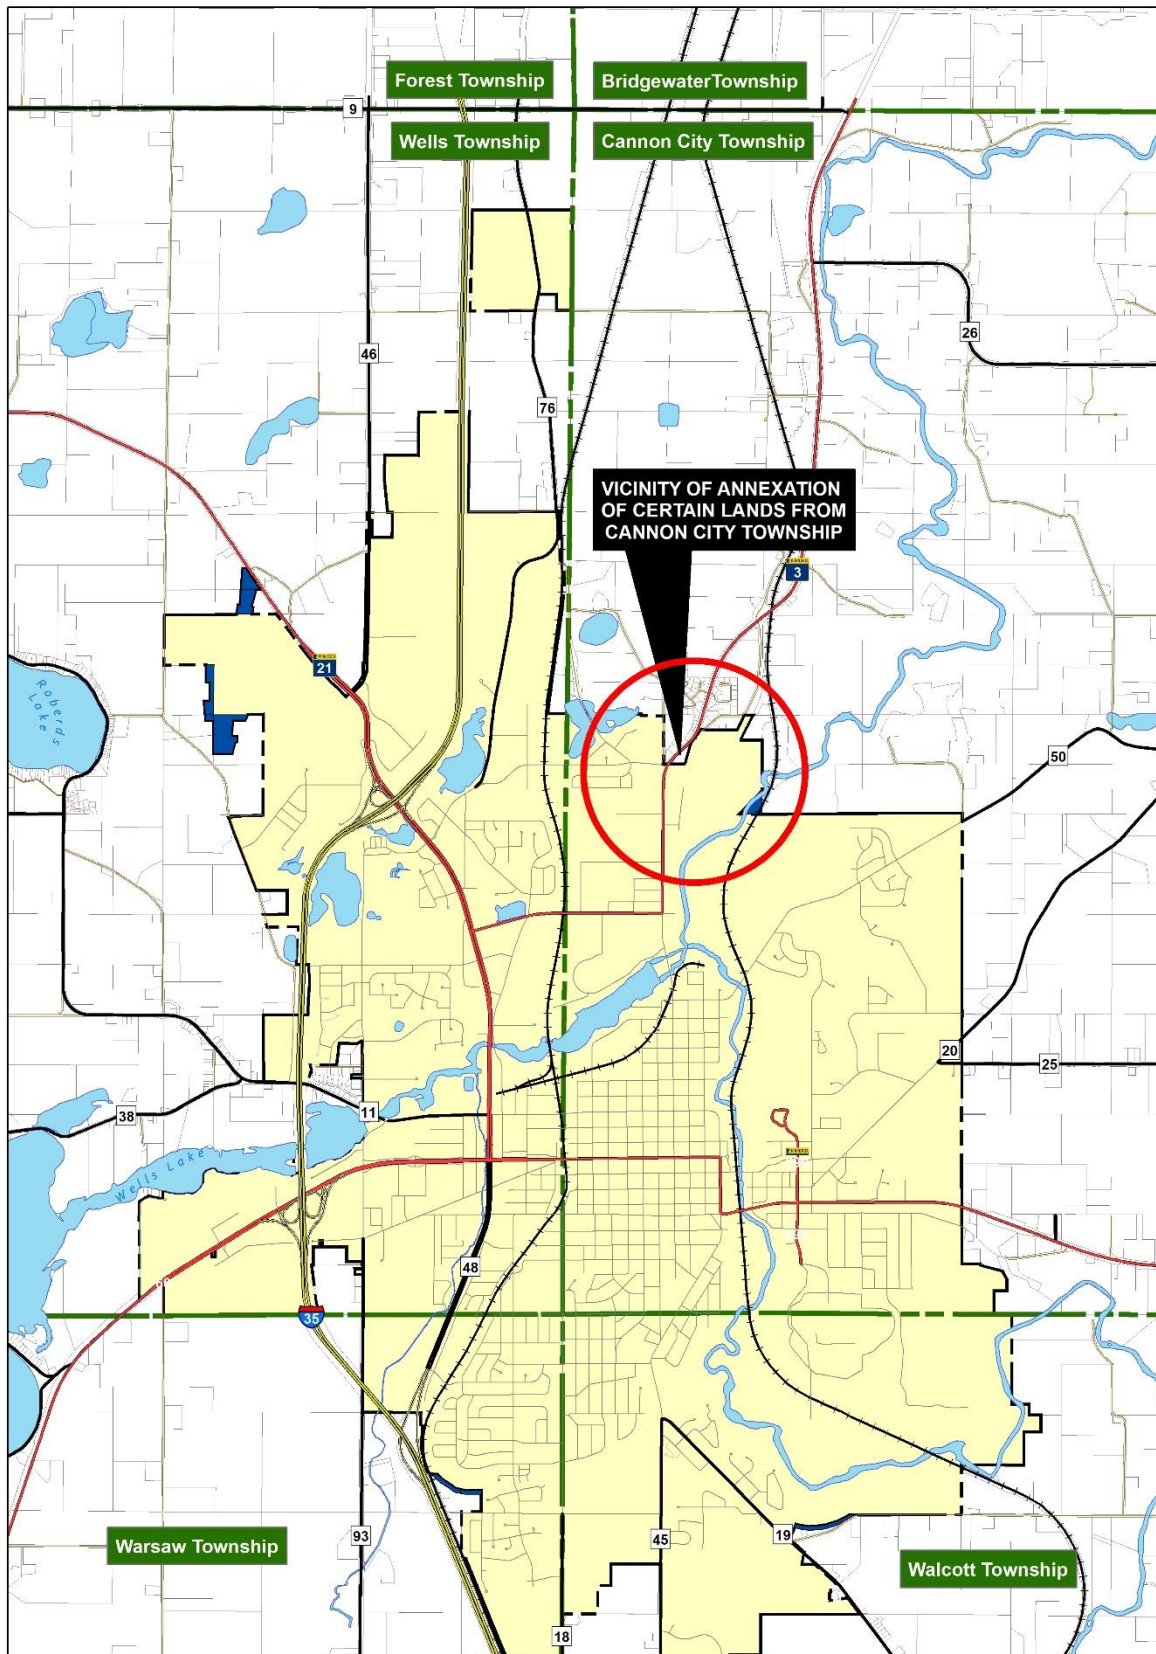 Forest Township
BridgewaterTownship
9
Wells Township
Cannon City Township
26
46
76
VICINITY OF ANNEXATION
OF CERTAIN LANDS FROM
CANNON CITY TOWNSHIP
3
21
Roberds
Lake
50
20
25
11
38
Wells Lake
48
35
Warsaw Township
93
45
19
Walcott Township
18